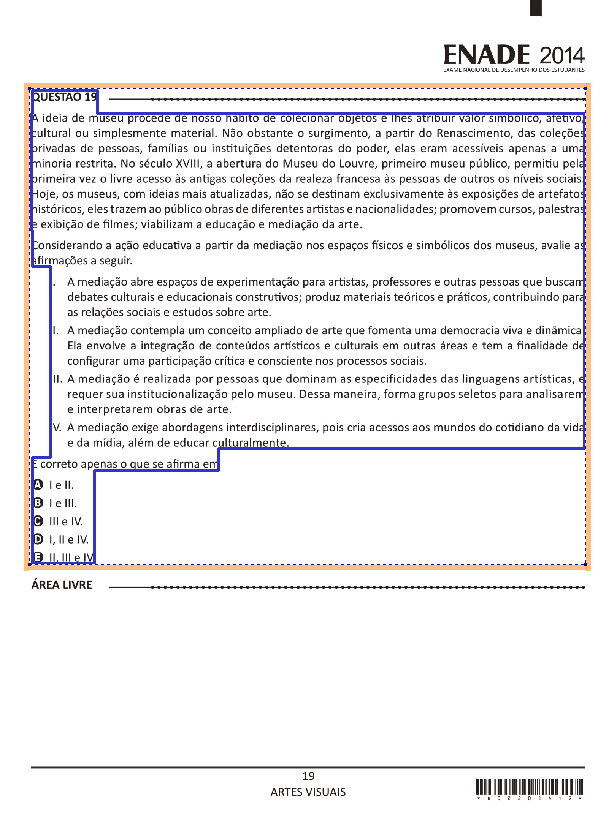 ENADE 2014
EXAME NACIONAL DE DESEMPENHO DOS ESTUDANTES
QUESTÃO 19
A ideia de museu procede de nosso hábito de colecionar objetos e lhes atribuir valor simbólico, afetivo,
cultural ou simplesmente material. Não obstante o surgimento, a partir do Renascimento, das coleções
privadas de pessoas, famílias ou instituições detentoras do poder, elas eram acessíveis apenas a uma
minoria restrita. No século XVIII, a abertura do Museu do Louvre, primeiro museu público, permitiu pela
primeira vez o livre acesso às antigas coleções da realeza francesa às pessoas de outros os níveis sociais.
Hoje, os museus, com ideias mais atualizadas, não se destinam exclusivamente às exposições de artefatos
históricos, eles trazem ao público obras de diferentes artistas e nacionalidades; promovem cursos, palestras
e exibição de filmes; viabilizam a educação e mediação da arte.
Considerando a ação educativa a partir da mediação nos espaços físicos e simbólicos dos museus, avalie as
afirmações a seguir.
I. A mediação abre espaços de experimentação para artistas, professores e outras pessoas que buscam
debates culturais e educacionais construtivos; produz materiais teóricos e práticos, contribuindo para
as relações sociais e estudos sobre arte.
II. A mediação contempla um conceito ampliado de arte que fomenta uma democracia viva e dinâmica.
Ela envolve a integração de conteúdos artísticos e culturais em outras áreas e tem a finalidade de
configurar uma participação crítica e consciente nos processos sociais.
III. A mediação é realizada por pessoas que dominam as especificidades das linguagens artísticas, e
requer sua institucionalização pelo museu. Dessa maneira, forma grupos seletos para analisarem
e interpretarem obras de arte.
IV. A mediação exige abordagens interdisciplinares, pois cria acessos aos mundos do cotidiano da vida
e da mídia, além de educar culturalmente.
É correto apenas o que se afirma em
A I e II.
B I e III.
C III e IV.
D I, II e IV.
E II, III e IV.
ÁREA LIVRE
19
ARTES VISUAIS